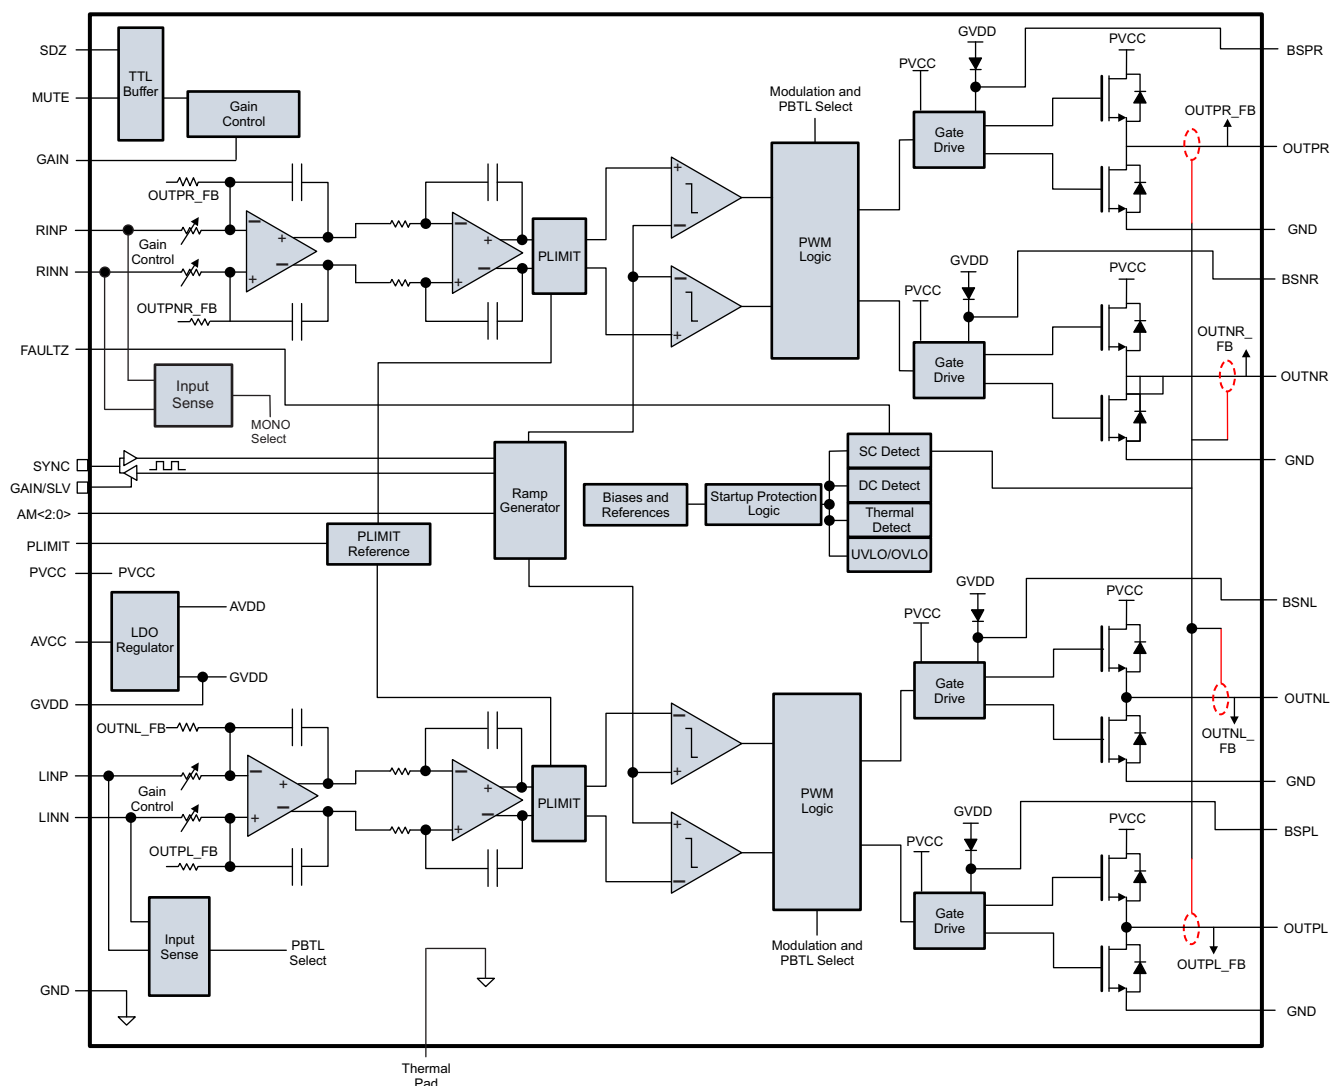 SDZ
MUTE
GAIN
RINP
RINN
FAULTZ
SYNC
GAIN/SLV
AM<2:0>
PLIMIT
PVCC
PVCC
AVCC
GVDD
LINP
LINN
GND
TTL
Buffer
Gain
Control
OUTPR_FB
Gain
Control
OUTPNR_FB
Input
Sense
MONO
Select
PLIMIT
Reference
LDO
Regulator
AVDD
GVDD
OUTNL_FB
Gain
Control
OUTPL_FB
Input
Sense
PBTL
Select
Thermal
Pad
PLIMIT
Ramp
Generator
PLIMIT
Modulation and
PBTL Select
PWM
Logic
Biases and
References
Startup Protection
Logic
SC Detect
DC Detect
Thermal
Detect
UVLO/OVLO
PWM
Logic
Modulation and
PBTL Select
GVDD
PVCC
Gate
Drive
PVCC
OUTPR_FB
GVDD
PVCC
Gate
Drive
PVCC
OUTNR_
FB
GVDD
PVCC
Gate
Drive
PVCC
OUTNL_
FB
GVDD
PVCC
Gate
Drive
PVCC
OUTPL_FB
BSPR
OUTPR
GND
BSNR
OUTNR
GND
BSNL
OUTNL
GND
BSPL
OUTPL
GND